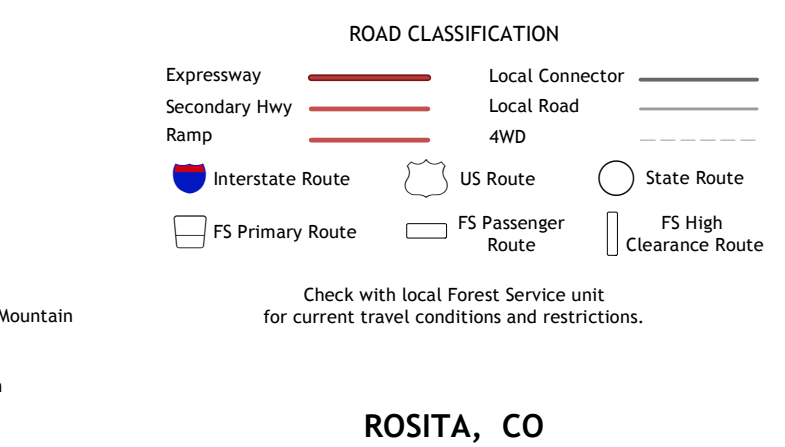 ROAD CLASSIFICATION
Expressway
Local Connector
Secondary Hwy
Local Road
Ramp
4WD
Interstate Route
US Route
State Route
FS Primary Route
FS Passenger
Route
FS High
Clearance Route
Check with local Forest Service unit
for current travel conditions and restrictions.
Mountain
ROSITA, CO